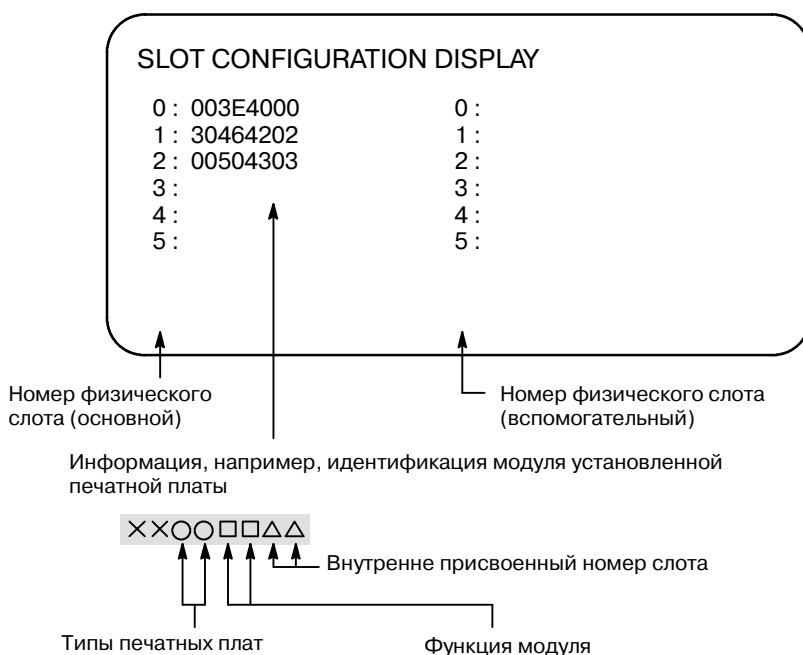 SLOT CONFIGURATION DISPLAY
0 : 003E4000 0 :
1 : 30464202 1 :
2 : 00504303 2 :
3 : 3 :
4 : 4 :
5 : 5 :
Номер физического
слота (основной)
Номер физического слота
(вспомогательный)
Информация, например, идентификация модуля установленной
печатной платы
××○○□□△△
Внутренне присвоенный номер слота
Типы печатных плат
Функция модуля